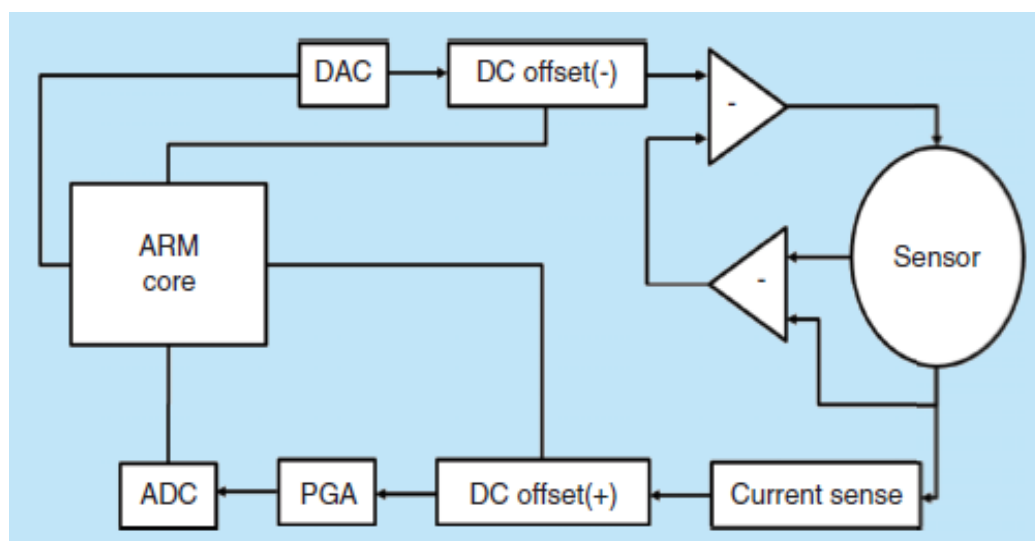 DAC
DC offset(-)
-
ARM
core
-
Sensor
ADC
PGA
DC offset(+)
Current sense